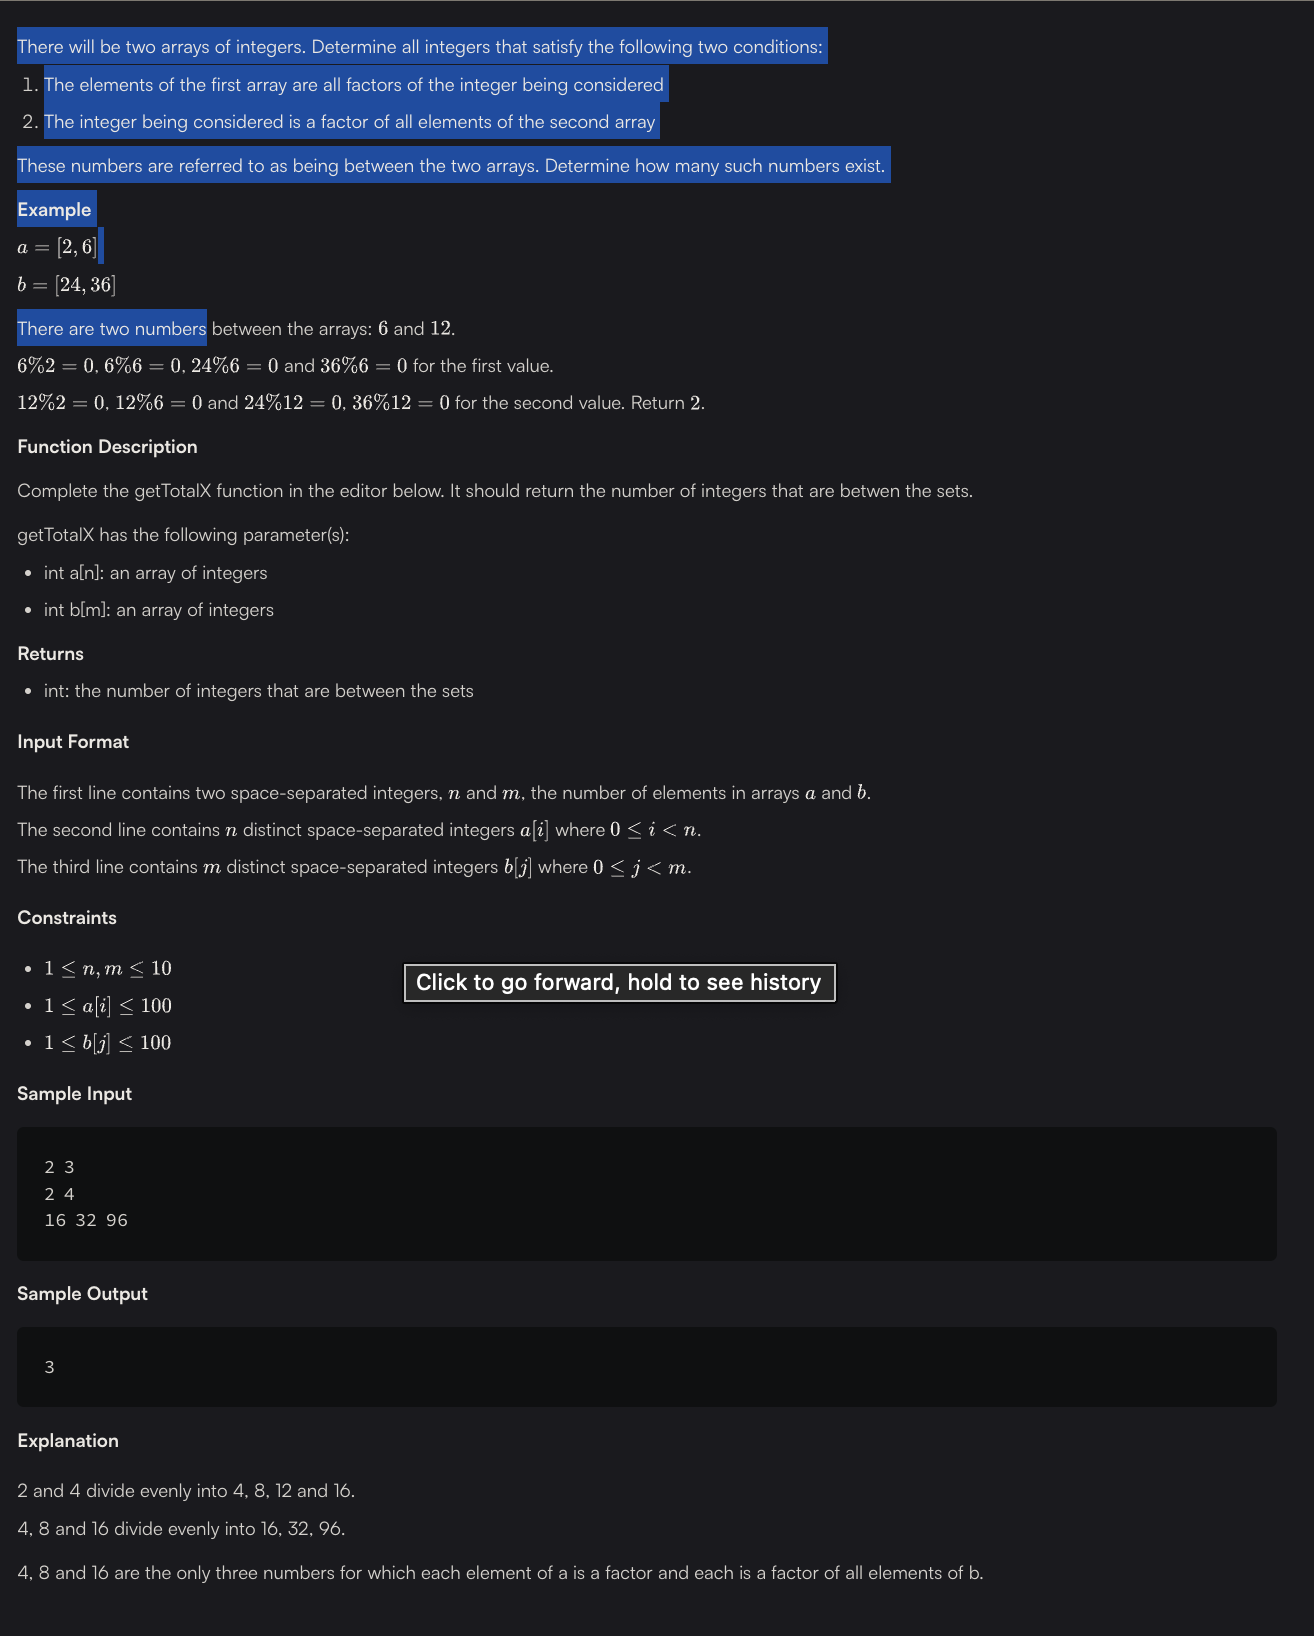 There will be two arrays of integers. Determine all integers that satisfy the following two conditions:
1. The elements of the first array are all factors of the integer being considered
2. The integer being considered is a factor of all elements of the second array
These numbers are referred to as being between the two arrays. Determine how many such numbers exist.
Example
a = [2, 6]
b = [24, 36]
There are two numbers between the arrays: 6 and 12.
6%2 = 0, 6%6 = 0, 24%6 = 0 and 36%6 = 0 for the first value.
12%2 = 0, 12%6 = 0 and 24%12 = 0, 36%12 = 0 for the second value. Return 2.
Function Description
Complete the getTotalX function in the editor below. It should return the number of integers that are betwen the sets.
getTotalX has the following parameter(s):
• int a[n]: an array of integers
• int b[m]: an array of integers
Returns
• int: the number of integers that are between the sets
Input Format
The first line contains two space-separated integers, n and m, the number of elements in arrays a and b.
The second line contains n distinct space-separated integers a[i] where 0 ≤ i < n.
The third line contains m distinct space-separated integers b[j] where 0 ≤ j < m.
Constraints
• 1 ≤ n, m ≤ 10
Click to go forward, hold to see history
• 1 ≤ a[i] ≤ 100
• 1 ≤ b[j] ≤ 100
Sample Input
2 3
2 4
16 32 96
Sample Output
3
Explanation
2 and 4 divide evenly into 4, 8, 12 and 16.
4, 8 and 16 divide evenly into 16, 32, 96.
4, 8 and 16 are the only three numbers for which each element of a is a factor and each is a factor of all elements of b.